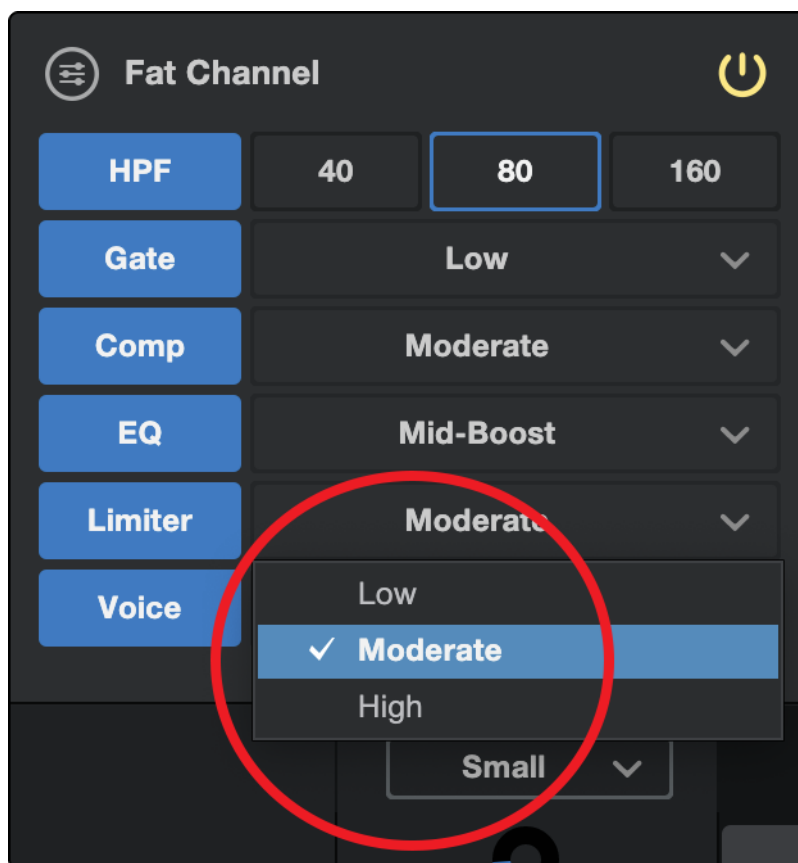 Fat Channel
HPF 40 80 160
Gate Low
Comp Moderate
EQ Mid-Boost
Limiter Moderate
Voice
Low
Moderate
High
Small